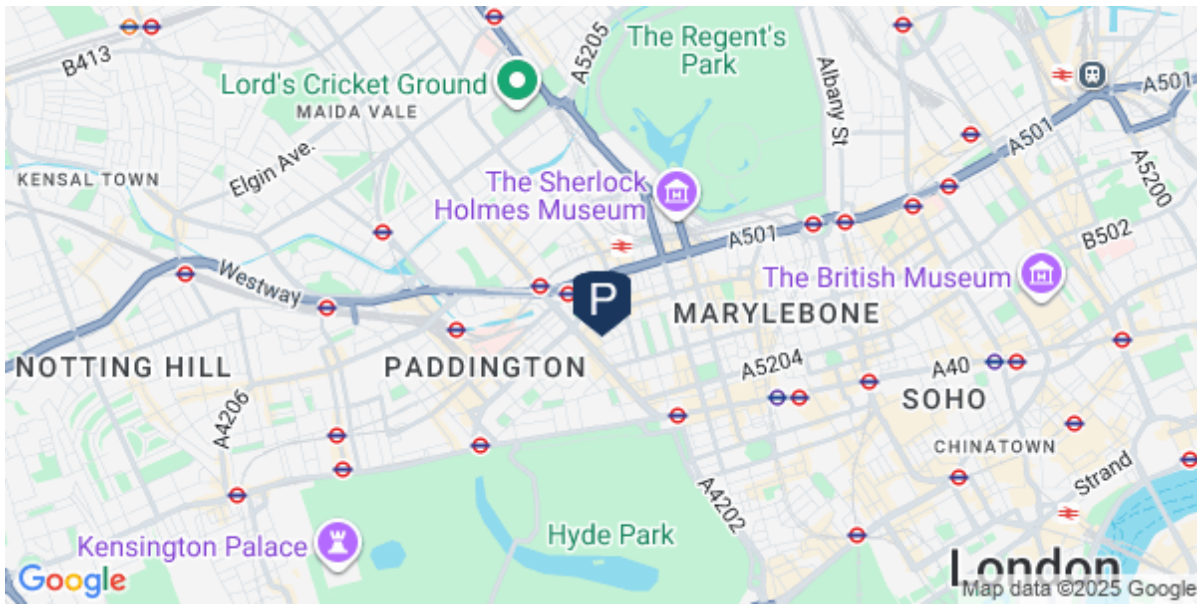 B413
A5205
The Regent's
Park
Lord's Cricket Ground
MAIDA VALE
Albany St
A501
A501
A5200
KENSAL TOWN
Elgin Ave.
The Sherlock
Holmes Museum
A501
B502
Westway
The British Museum
P
MARYLEBONE
NOTTING HILL
PADDINGTON
A5204
A40
SOHO
A4206
CHINATOWN
Strand
A4202
Kensington Palace
Hyde Park
London
Google
Map data ©2025 Google